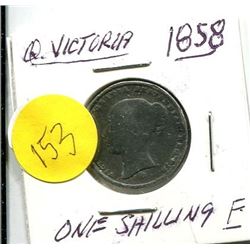 Q. VICTORIA 1858
153
ONE SHILLING F